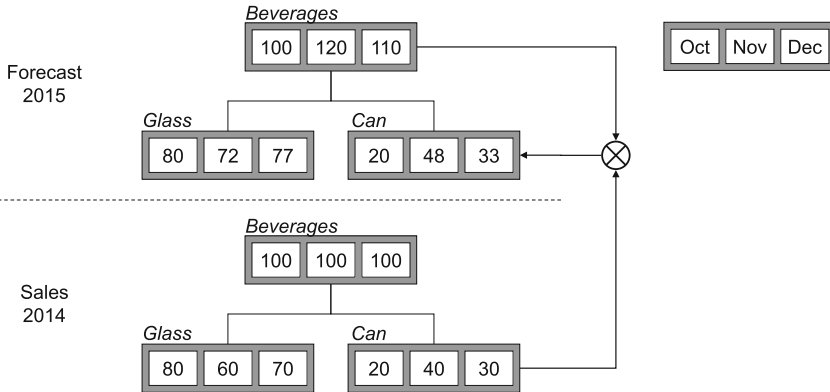 Beverages
100 120 110
Oct Nov Dec
Forecast
2015
Glass
80 72 77
Can
20 48 33
Beverages
100 100 100
Sales
2014
Glass
80 60 70
Can
20 40 30